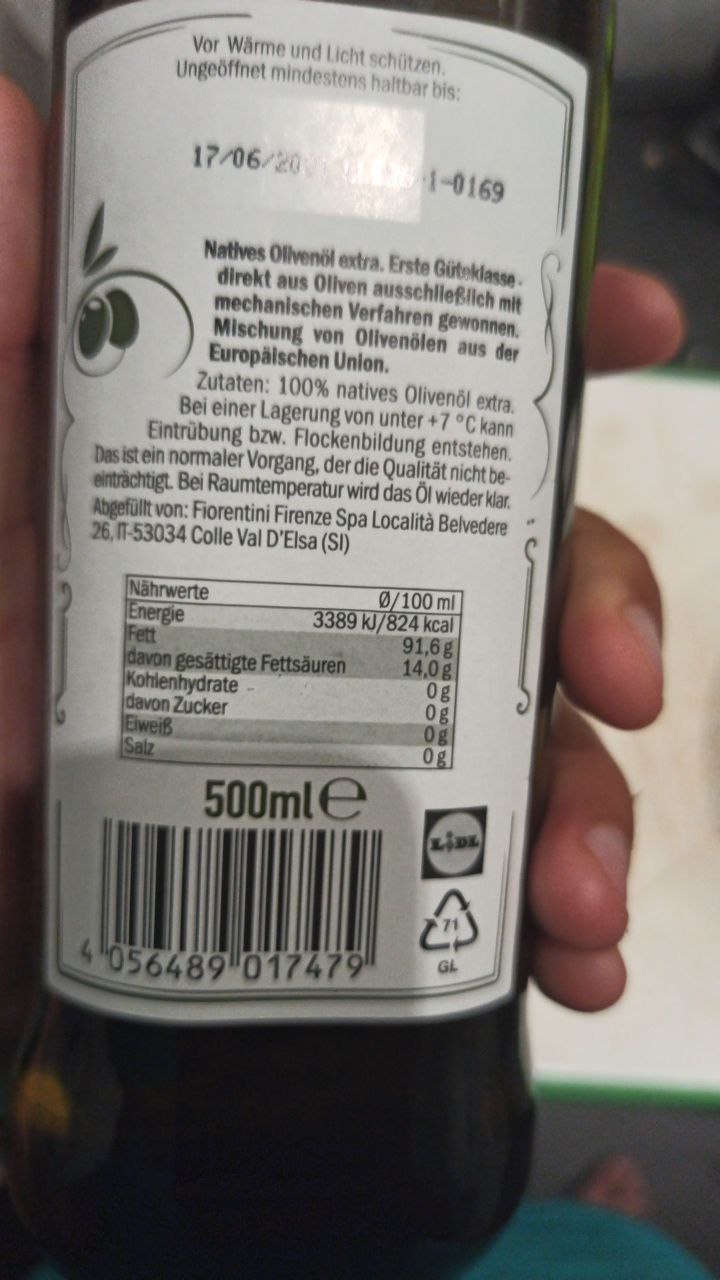 Vor Wärme und Licht schützen.
Ungeöffnet mindestens haltbar bis:
17/06/20 1-0169
Natives Olivenöl extra. Erste Güteklasse -
direkt aus Oliven ausschließlich mit
mechanischen Verfahren gewonnen.
Mischung von Olivenölen aus der
Europäischen Union.
Zutaten: 100% natives Olivenöl extra.
Bei einer Lagerung von unter +7 °C kann
Eintrübung bzw. Flockenbildung entstehen.
Das ist ein normaler Vorgang, der die Qualität nicht be-
einträchtigt. Bei Raumtemperatur wird das Öl wieder klar.
Abgefüllt von: Fiorentini Firenze Spa Località Belvedere
26, IT-53034 Colle Val D'Elsa (SI)
Nährwerte Ø/100 ml
Energie 3389 kJ/824 kcal
Fett 91,6 g
davon gesättigte Fettsäuren 14,0 g
Kohlenhydrate 0 g
davon Zucker 0 g
Eiweiß 0 g
Salz 0 g
500ml e
LIDL
71
GL
4 056489 017479